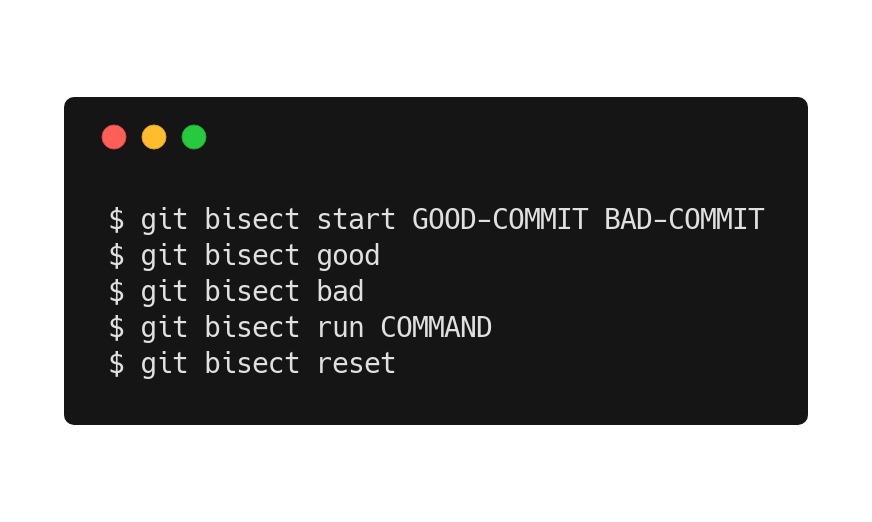 $ git bisect start GOOD-COMMIT BAD-COMMIT
$ git bisect good
$ git bisect bad
$ git bisect run COMMAND
$ git bisect reset